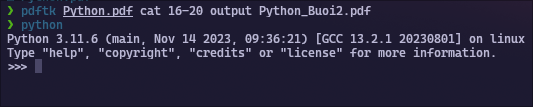 ❯ pdftk Python.pdf cat 16-20 output Python_Buoi2.pdf
❯ python
Python 3.11.6 (main, Nov 14 2023, 09:36:21) [GCC 13.2.1 20230801] on linux
Type "help", "copyright", "credits" or "license" for more information.
>>>